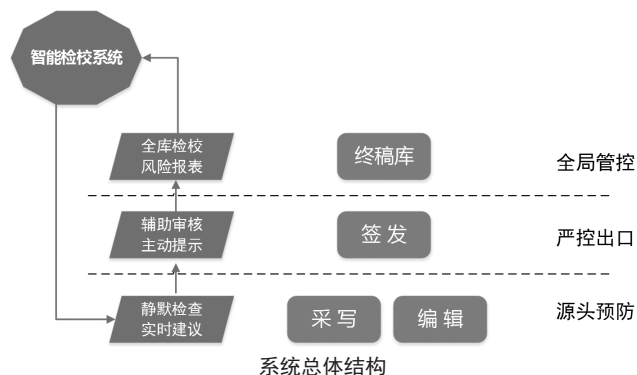 智能检校系统
全库检校
风险报表
终稿库
全局管控
辅助审核
主动提示
签 发
严控出口
静默检查
实时建议
采 写
编 辑
源头预防
系统总体结构